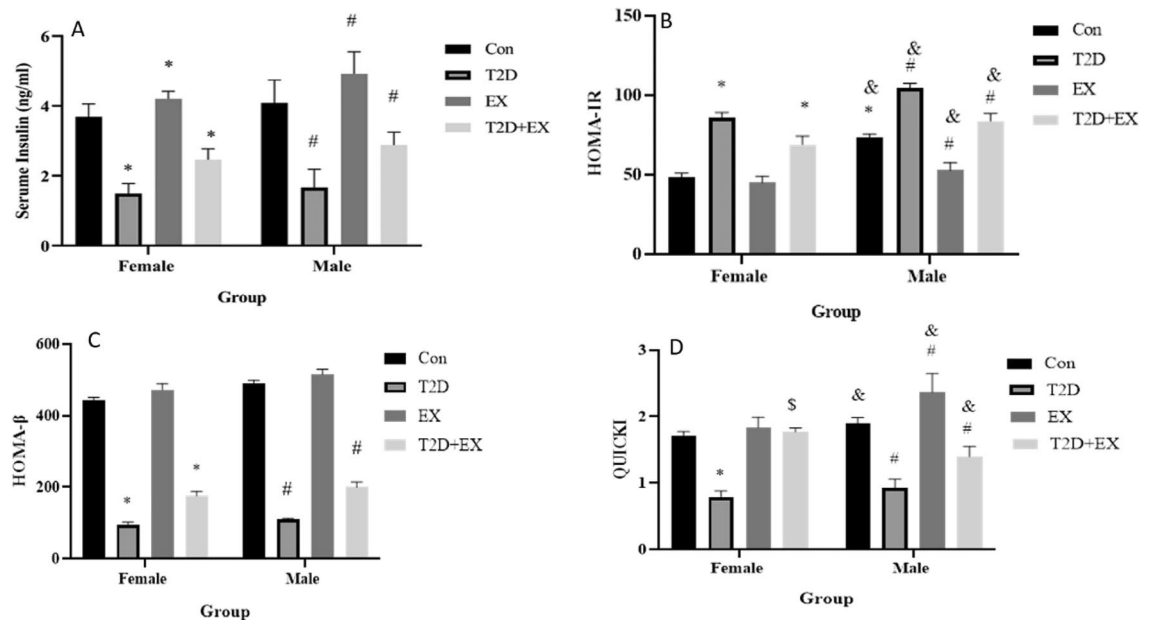 A
Serume Insulin (ng/ml)
6
4
2
0
* * * # # #
Female Male
Group
Con
T2D
EX
T2D+EX
B
HOMA-IR
150
100
50
0
* * & * & # & # & #
Female Male
Group
Con
T2D
EX
T2D+EX
C
HOMA-β
600
400
200
0
* * # #
Female Male
Group
Con
T2D
EX
T2D+EX
D
QUICKI
3
2
1
0
* $ & # & # & #
Female Male
Group
Con
T2D
EX
T2D+EX